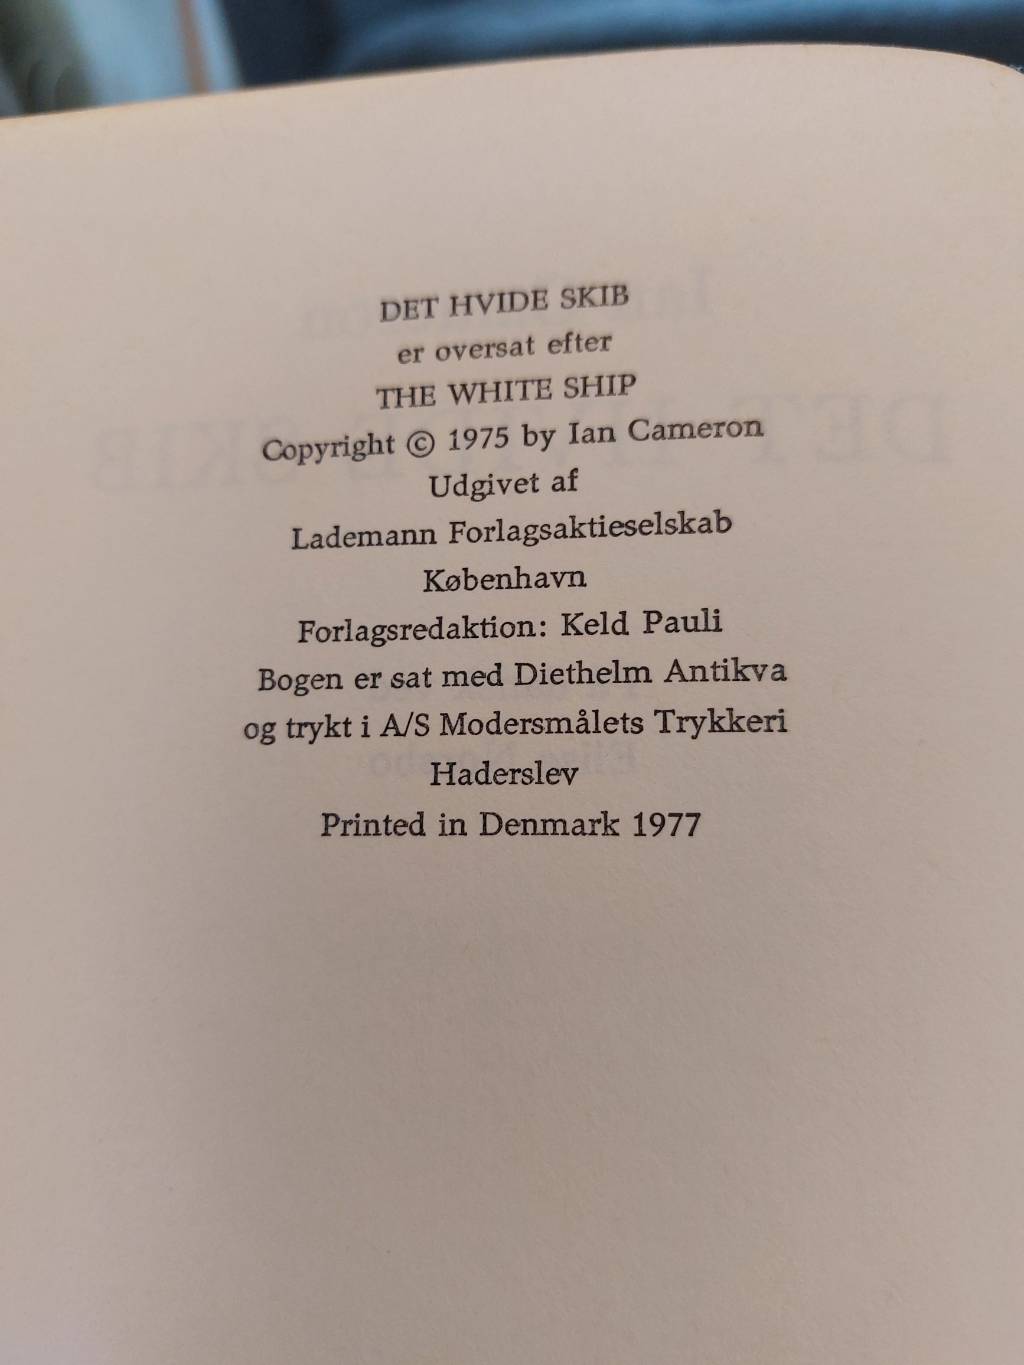 DET HVIDE SKIB
er oversat efter
THE WHITE SHIP
Copyright © 1975 by Ian Cameron
Udgivet af
Lademann Forlagsaktieselskab
København
Forlagsredaktion: Keld Pauli
Bogen er sat med Diethelm Antikva
og trykt i A/S Modersmålets Trykkeri
Haderslev
Printed in Denmark 1977